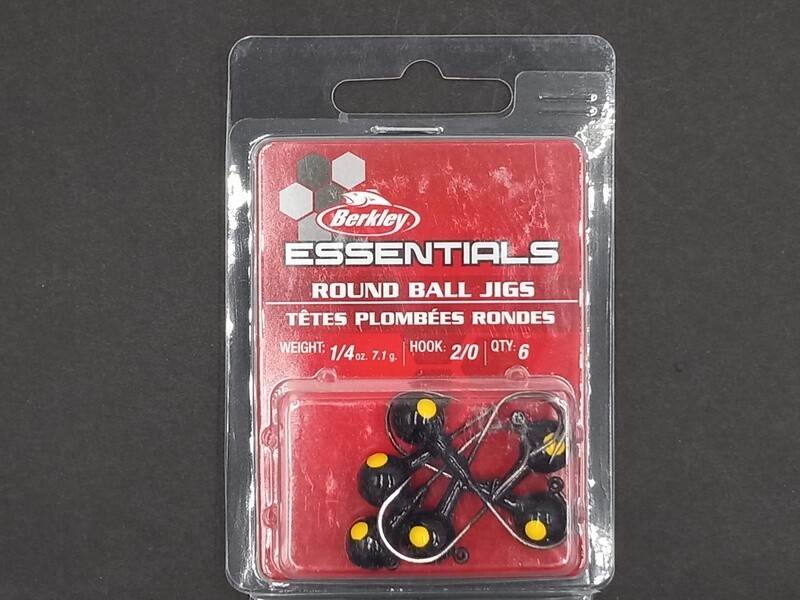 Berkley
ESSENTIALS
ROUND BALL JIGS
TÊTES PLOMBÉES RONDES
WEIGHT: 1/4 oz. 7.1 g. HOOK: 2/0 QTY: 6